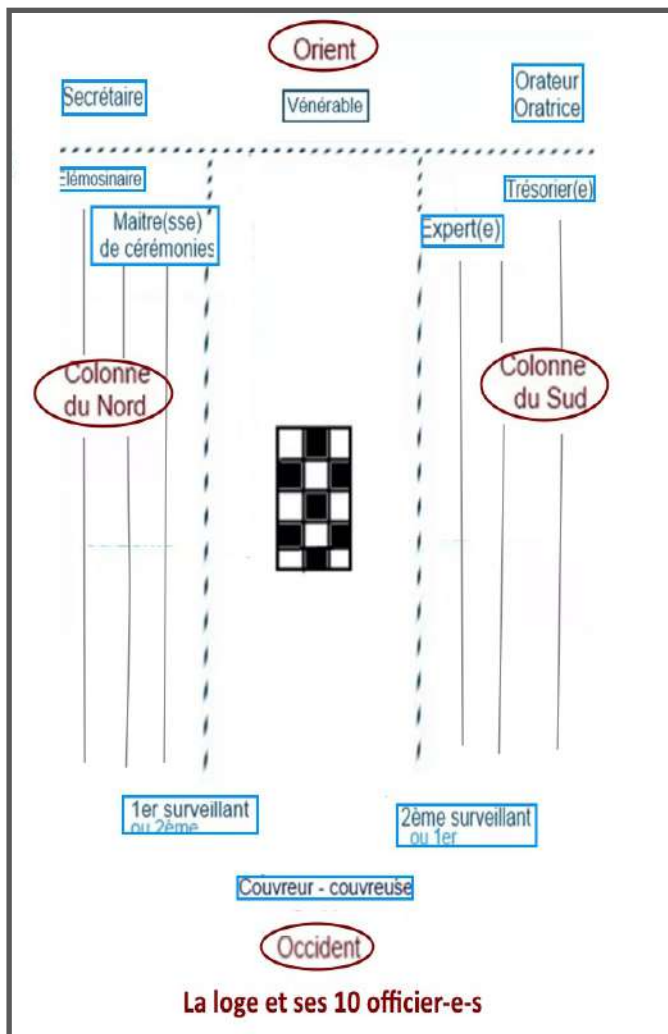 Orient
Secrétaire
Vénérable
Orateur
Oratrice
Elémosinaire
Trésorier(e)
Maitre(sse)
de cérémonies
Expert(e)
Colonne
du Nord
Colonne
du Sud
1er surveillant
ou 2ème
2ème surveillant
ou 1er
Couvreur - couvreuse
Occident
La loge et ses 10 officier-e-s